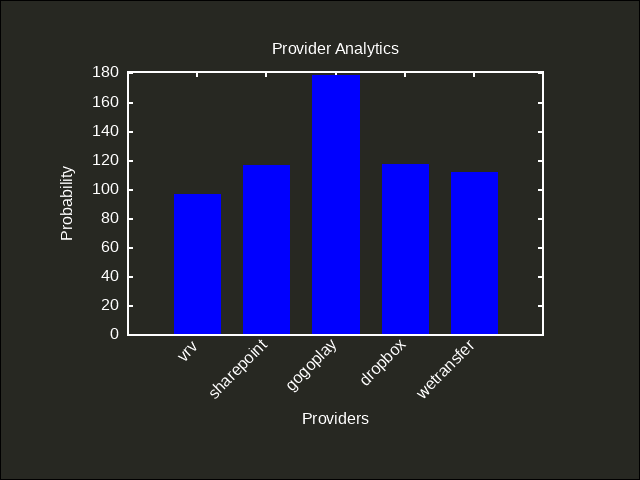 Provider Analytics
180
160
140
120
100
80
60
40
20
0
Probability
vrv
sharepoint
gogoplay
dropbox
wetransfer
Providers